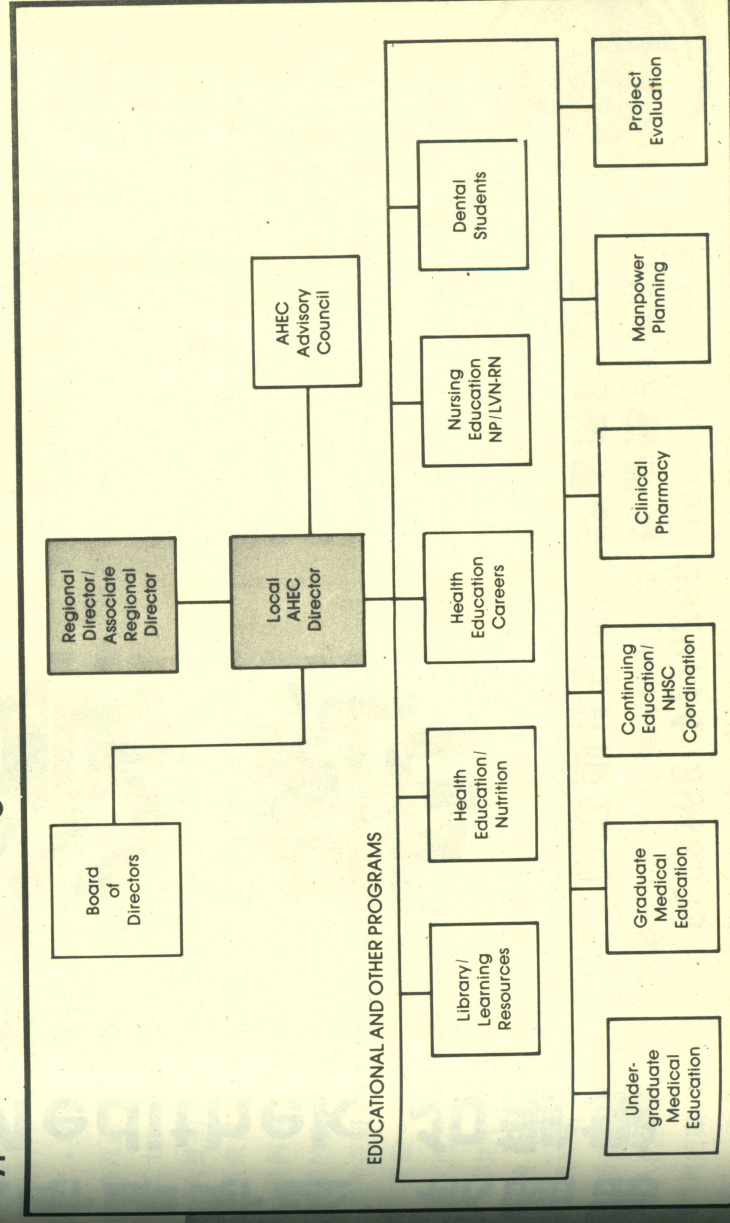 Regional
Director/
Associate
Regional
Director
Board
of
Directors
Local
AHEC
Director
AHEC
Advisory
Council
EDUCATIONAL AND OTHER PROGRAMS
Library/
Learning
Resources
Health
Education/
Nutrition
Health
Education
Careers
Nursing
Education
NP/LVN-RN
Dental
Students
Under-
graduate
Medical
Education
Graduate
Medical
Education
Continuing
Education/
NHSC
Coordination
Clinical
Pharmacy
Manpower
Planning
Project
Evaluation